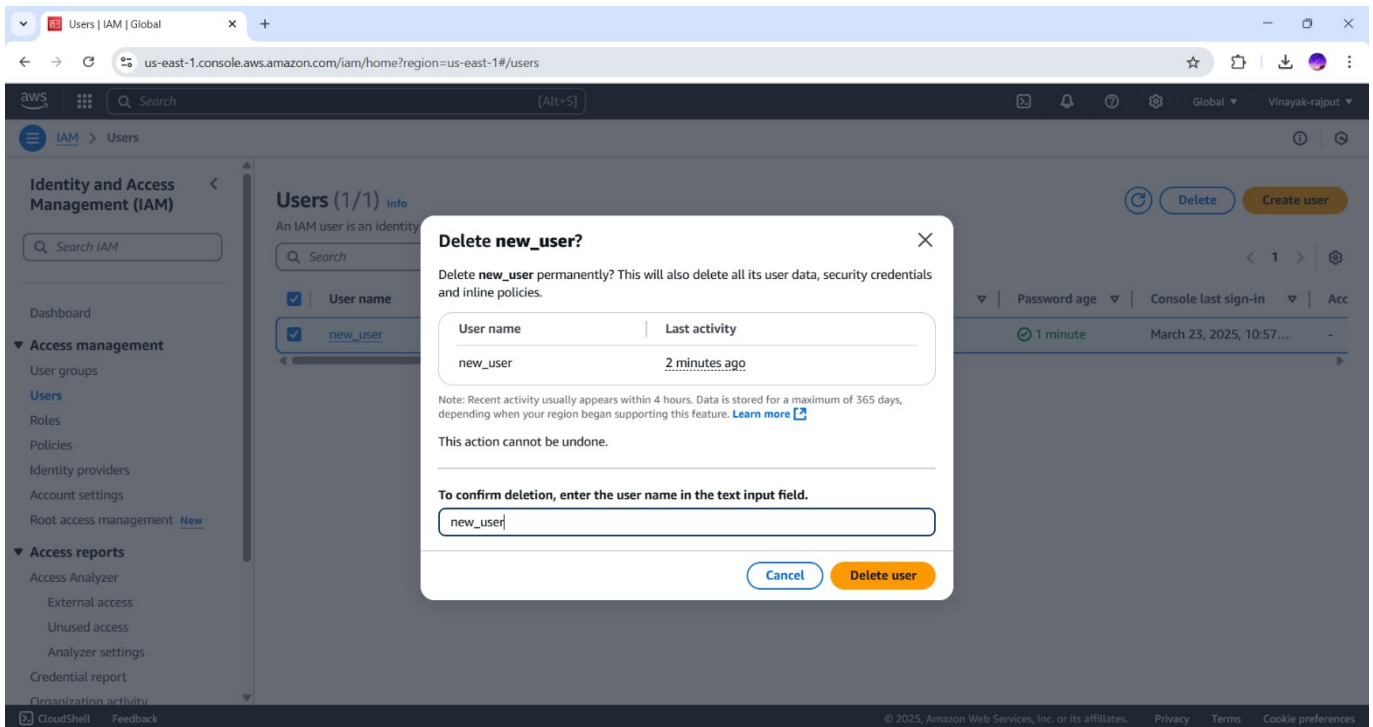 Users | IAM | Global
us-east-1.console.aws.amazon.com/iam/home?region=us-east-1#/users
aws
Search
[Alt+S]
Global
Vinayak-rajput
IAM > Users
Identity and Access
Management (IAM)
Search IAM
Dashboard
Access management
User groups
Users
Roles
Policies
Identity providers
Account settings
Root access management New
Access reports
Access Analyzer
External access
Unused access
Analyzer settings
Credential report
Organization activity
Users (1/1) Info
Delete
Create user
An IAM user is an identity
Search
1
User name
Password age
Console last sign-in
Acc
new_user
1 minute
March 23, 2025, 10:57...
-
Delete new_user?
Delete new_user permanently? This will also delete all its user data, security credentials
and inline policies.
User name
Last activity
new_user
2 minutes ago
Note: Recent activity usually appears within 4 hours. Data is stored for a maximum of 365 days,
depending when your region began supporting this feature. Learn more
This action cannot be undone.
To confirm deletion, enter the user name in the text input field.
new_user
Cancel
Delete user
CloudShell
Feedback
© 2025, Amazon Web Services, Inc. or its affiliates.
Privacy
Terms
Cookie preferences